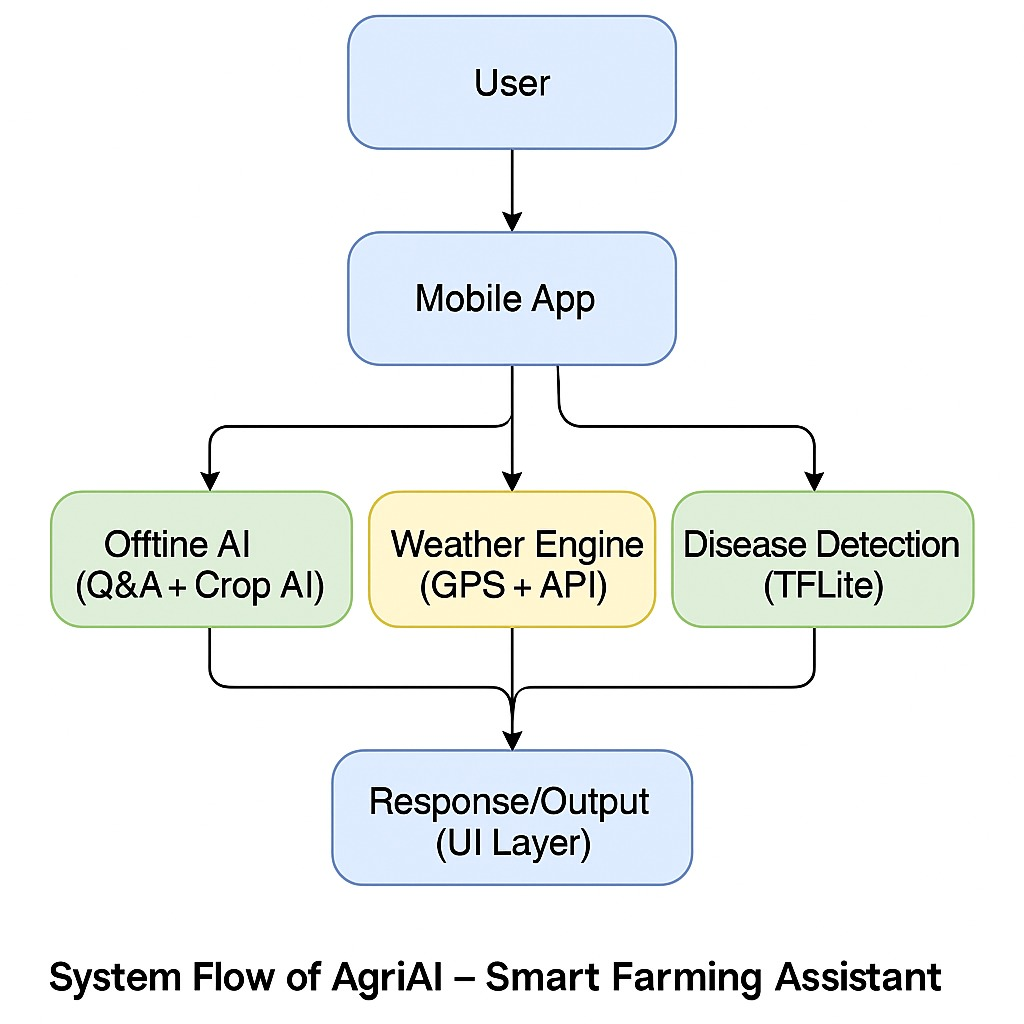 User
Mobile App
Offtine AI
(Q&A + Crop AI)
Weather Engine
(GPS + API)
Disease Detection
(TFLite)
Response/Output
(UI Layer)
System Flow of AgriAI – Smart Farming Assistant